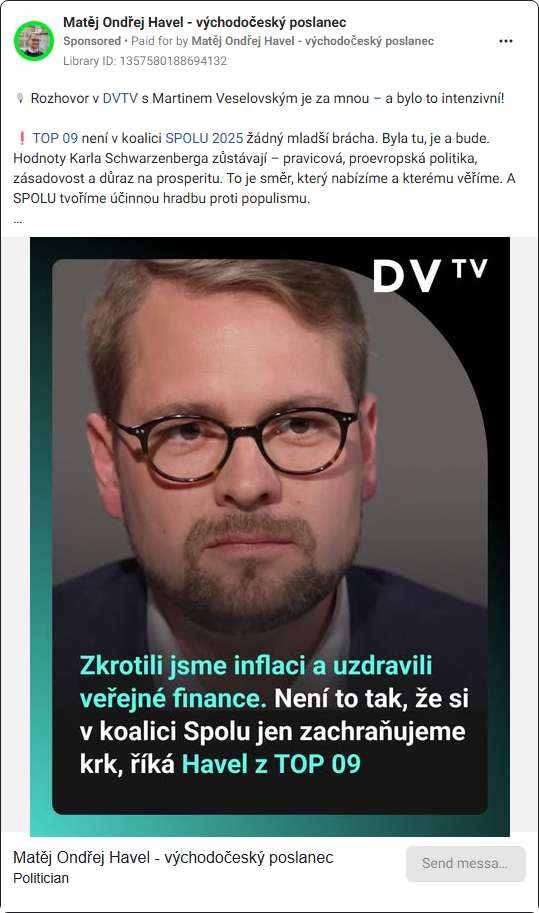 Matěj Ondřej Havel - východočeský poslanec
Sponsored • Paid for by Matěj Ondřej Havel - východočeský poslanec
Library ID: 1357580188694132
🎙 Rozhovor v DVTV s Martinem Veselovským je za mnou – a bylo to intenzivní!
❗ TOP 09 není v koalici SPOLU 2025 žádný mladší brácha. Byla tu, je a bude.
Hodnoty Karla Schwarzenberga zůstávají – pravicová, proevropská politika,
zásadovost a důraz na prosperitu. To je směr, který nabízíme a kterému věříme. A
SPOLU tvoříme účinnou hradbu proti populismu.
...
DVTV
Zkrotili jsme inflaci a uzdravili
veřejné finance. Není to tak, že si
v koalici Spolu jen zachraňujeme
krk, říká Havel z TOP 09
Matěj Ondřej Havel - východočeský poslanec
Politician
Send messa...